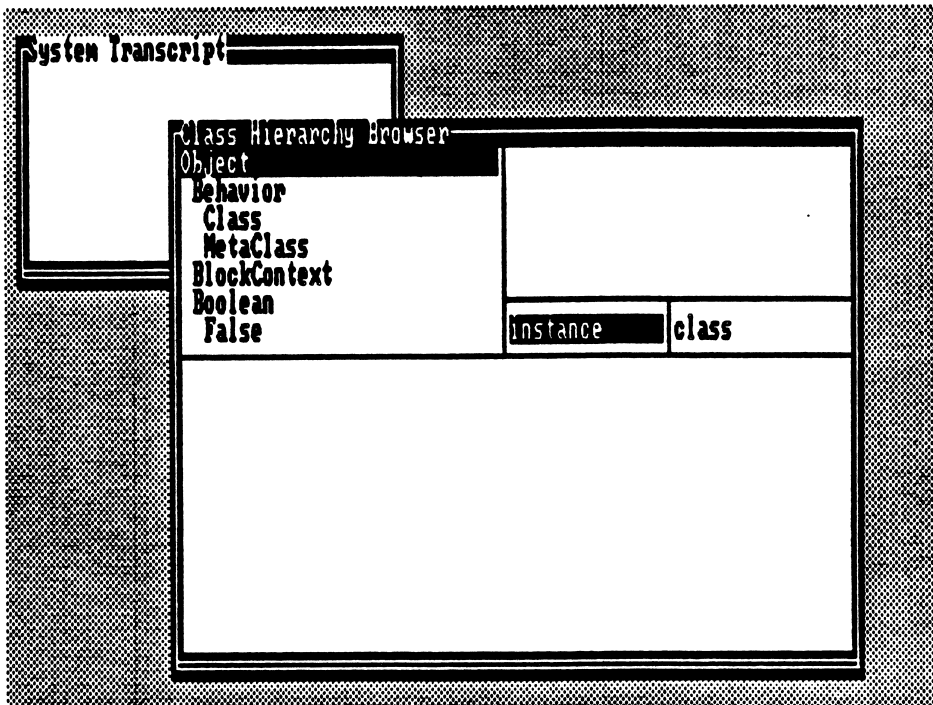 System Transcript
Class Hierarchy Browser
Object
Behavior
Class
MetaClass
BlockContext
Boolean
False
instance
class